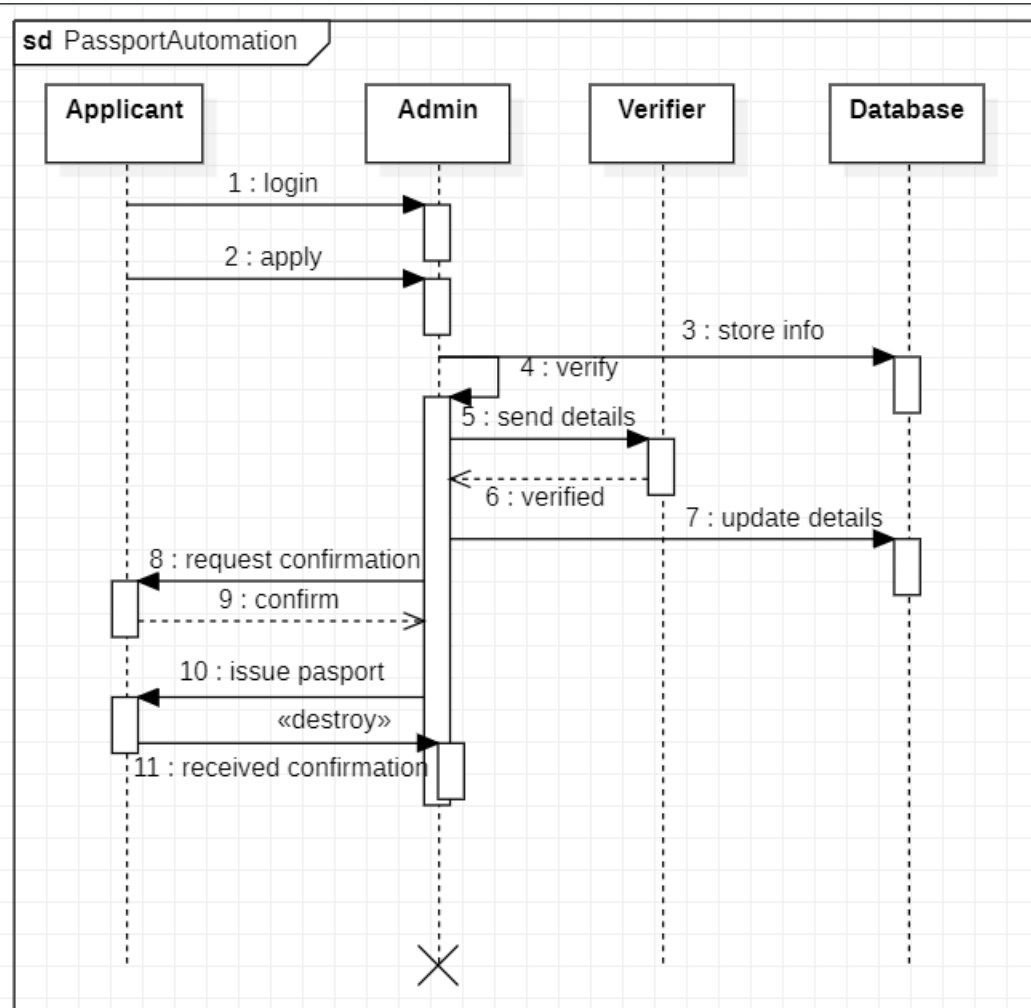 sd PassportAutomation
Applicant
Admin
Verifier
Database
1 : login
2 : apply
3 : store info
4 : verify
5 : send details
6 : verified
7 : update details
8 : request confirmation
9 : confirm
10 : issue pasport
«destroy»
11 : received confirmation